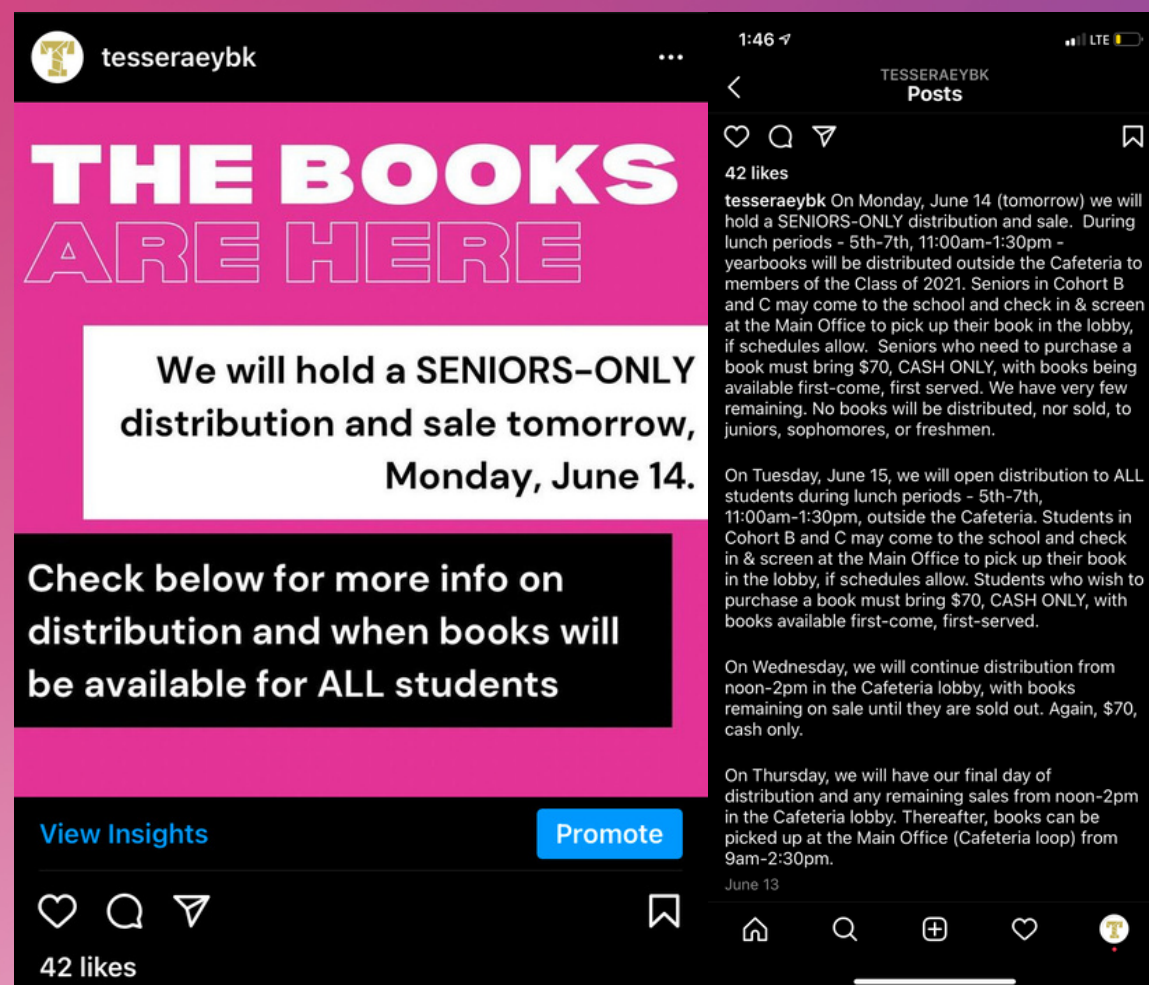 tesseraeybk
THE BOOKS
ARE HERE
We will hold a SENIORS-ONLY
distribution and sale tomorrow,
Monday, June 14.
Check below for more info on
distribution and when books will
be available for ALL students
View Insights
Promote
42 likes
1:46
LTE
TESSERAEYBK
Posts
42 likes
tesseraeybk On Monday, June 14 (tomorrow) we will
hold a SENIORS-ONLY distribution and sale.  During
lunch periods - 5th-7th, 11:00am-1:30pm -
yearbooks will be distributed outside the Cafeteria to
members of the Class of 2021. Seniors in Cohort B
and C may come to the school and check in & screen
at the Main Office to pick up their book in the lobby,
if schedules allow.  Seniors who need to purchase a
book must bring $70, CASH ONLY, with books being
available first-come, first served. We have very few
remaining. No books will be distributed, nor sold, to
juniors, sophomores, or freshmen.
On Tuesday, June 15, we will open distribution to ALL
students during lunch periods - 5th-7th,
11:00am-1:30pm, outside the Cafeteria. Students in
Cohort B and C may come to the school and check
in & screen at the Main Office to pick up their book
in the lobby, if schedules allow. Students who wish to
purchase a book must bring $70, CASH ONLY, with
books available first-come, first-served.
On Wednesday, we will continue distribution from
noon-2pm in the Cafeteria lobby, with books
remaining on sale until they are sold out. Again, $70,
cash only.
On Thursday, we will have our final day of
distribution and any remaining sales from noon-2pm
in the Cafeteria lobby. Thereafter, books can be
picked up at the Main Office (Cafeteria loop) from
9am-2:30pm.
June 13